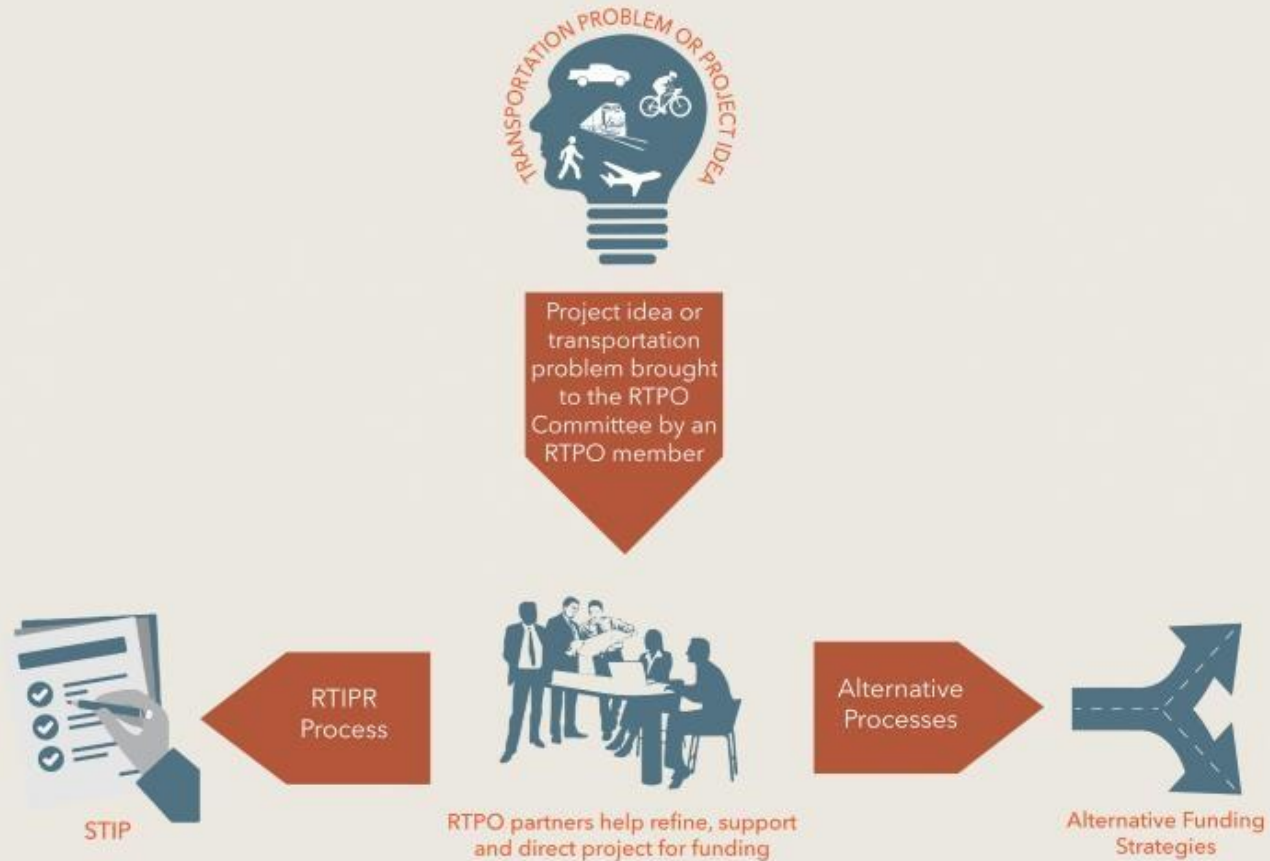 TRANSPORTATION PROBLEM OR PROJECT IDEA
Project idea or
transportation
problem brought
to the RTPO
Committee by an
RTPO member
RTIPR
Process
Alternative
Processes
STIP
RTPO partners help refine, support
and direct project for funding
Alternative Funding
Strategies